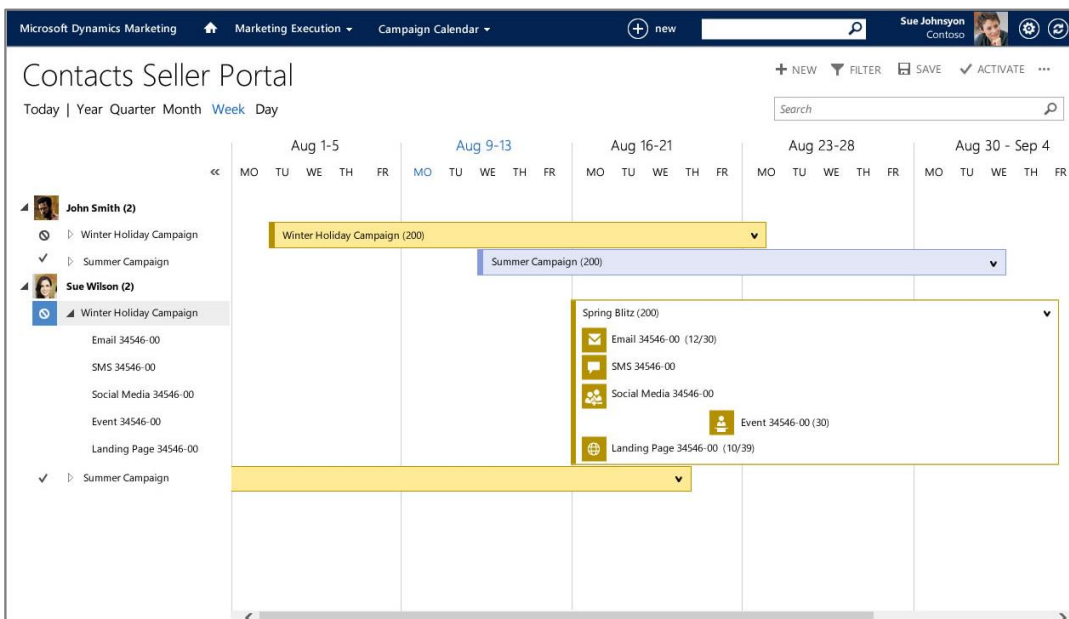 Microsoft Dynamics Marketing Marketing Execution Campaign Calendar new Sue Johnsyon
Contoso
Contacts Seller Portal
NEW FILTER SAVE ACTIVATE ...
Today | Year Quarter Month Week Day
Search
Aug 1-5 Aug 9-13 Aug 16-21 Aug 23-28 Aug 30 - Sep 4
« MO TU WE TH FR MO TU WE TH FR MO TU WE TH FR MO TU WE TH FR MO TU WE TH FR
John Smith (2)
Winter Holiday Campaign Winter Holiday Campaign (200)
Summer Campaign Summer Campaign (200)
Sue Wilson (2)
Winter Holiday Campaign Spring Blitz (200)
Email 34546-00 Email 34546-00 (12/30)
SMS 34546-00 SMS 34546-00
Social Media 34546-00 Social Media 34546-00
Event 34546-00 Event 34546-00 (30)
Landing Page 34546-00 Landing Page 34546-00 (10/39)
Summer Campaign